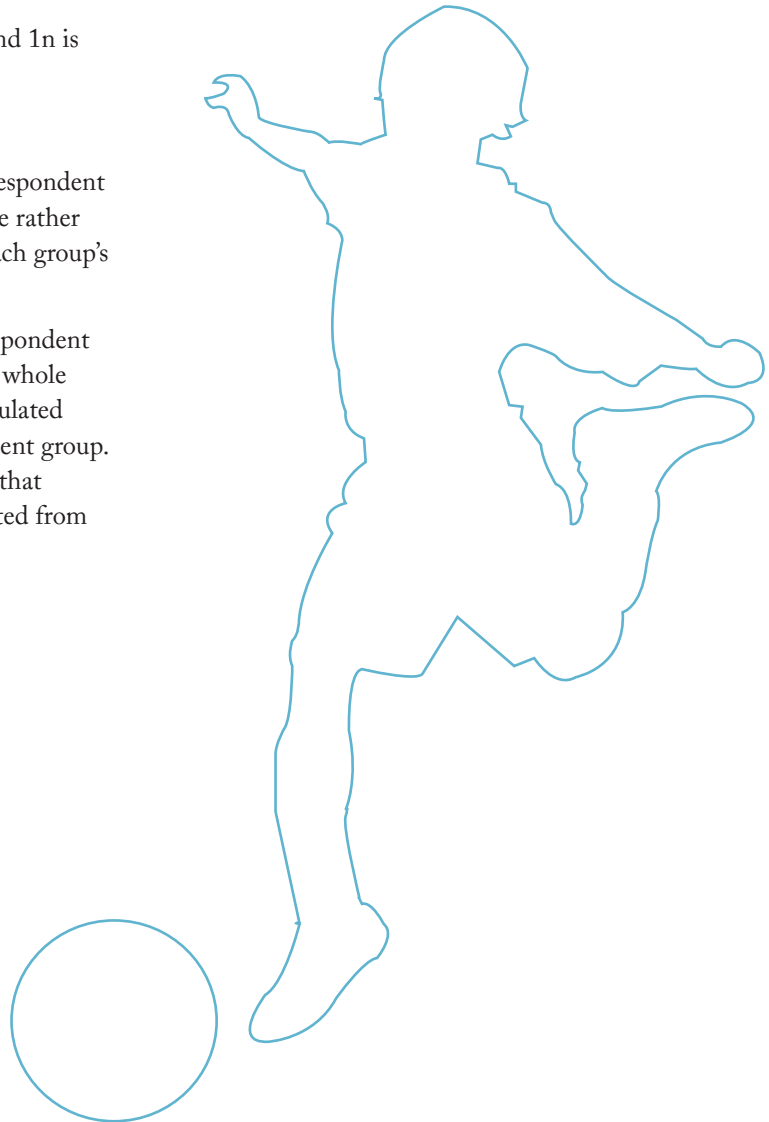 nd 1n is
espondent
e rather
ch group's
pondent
whole
ulated
ent group.
that
ted from